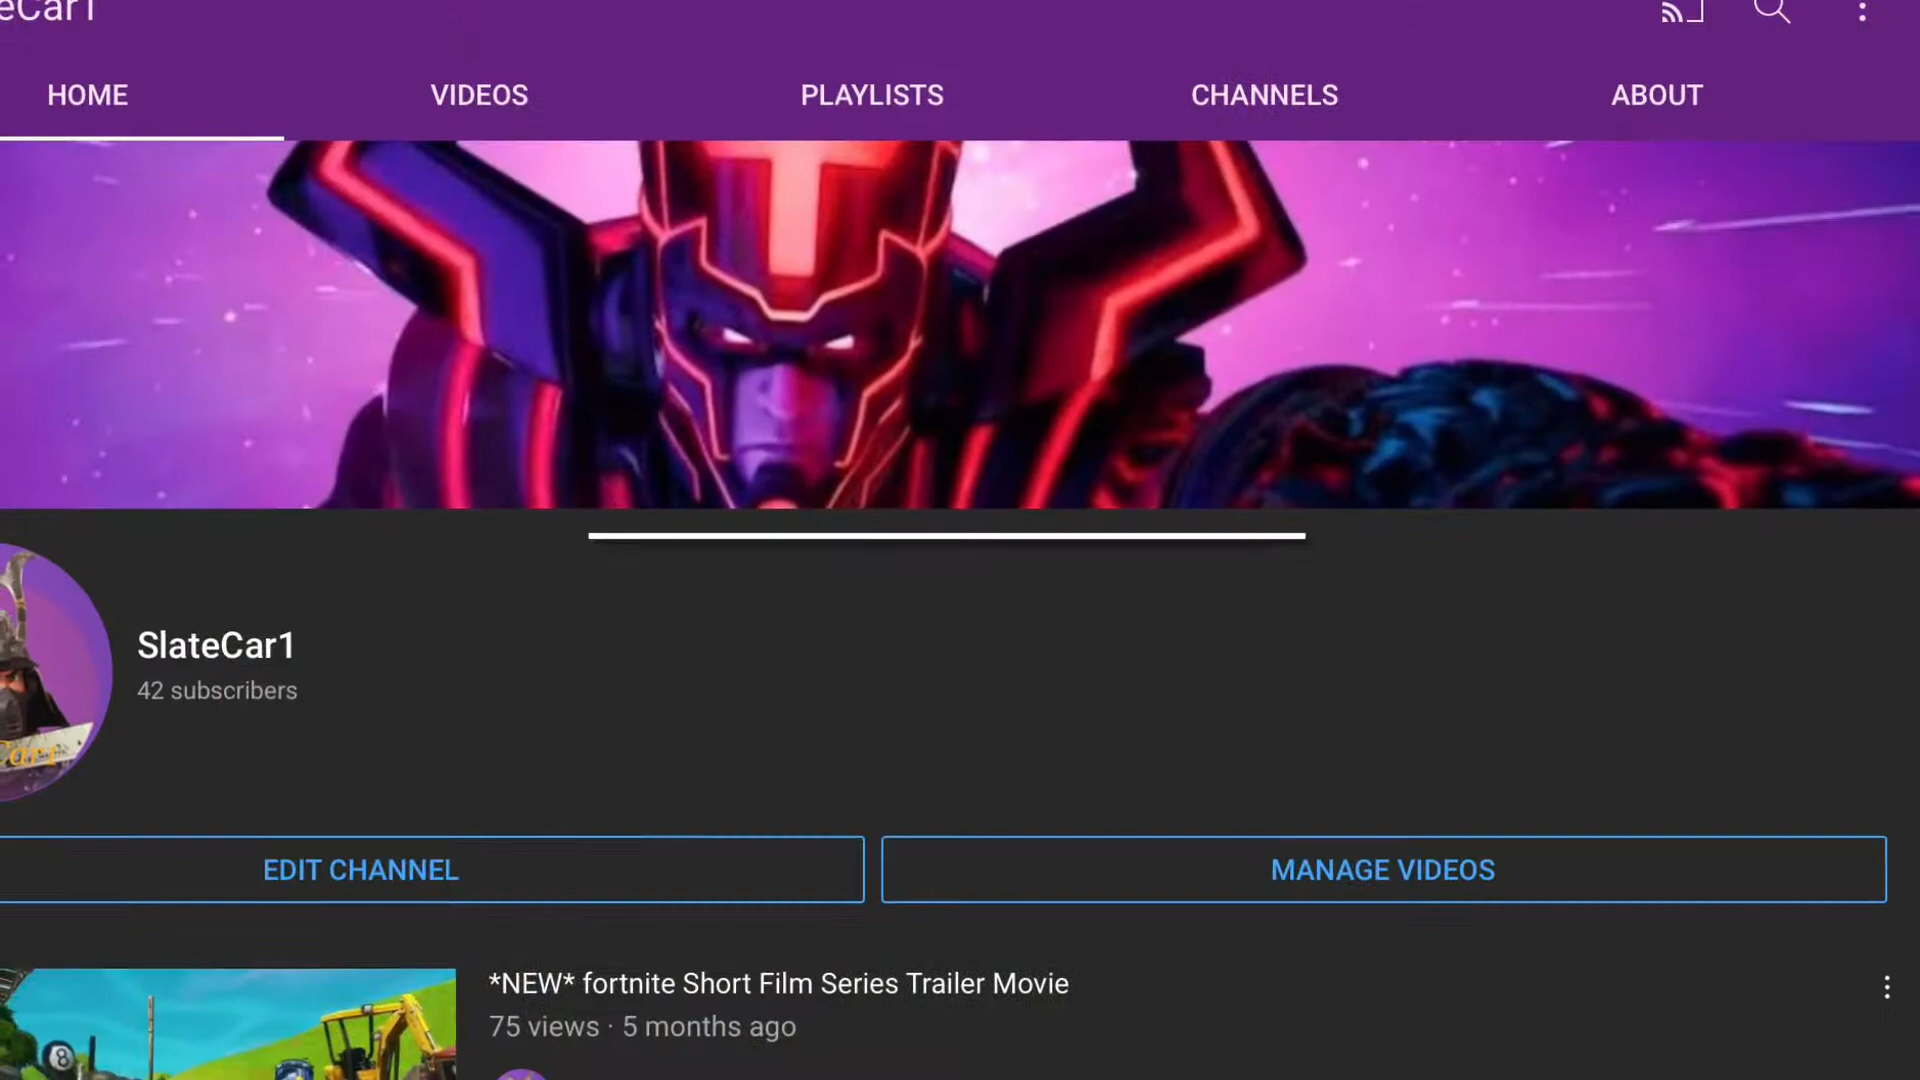 HOME VIDEOS PLAYLISTS CHANNELS ABOUT
SlateCar1
42 subscribers
EDIT CHANNEL MANAGE VIDEOS
*NEW* fortnite Short Film Series Trailer Movie
75 views · 5 months ago
8